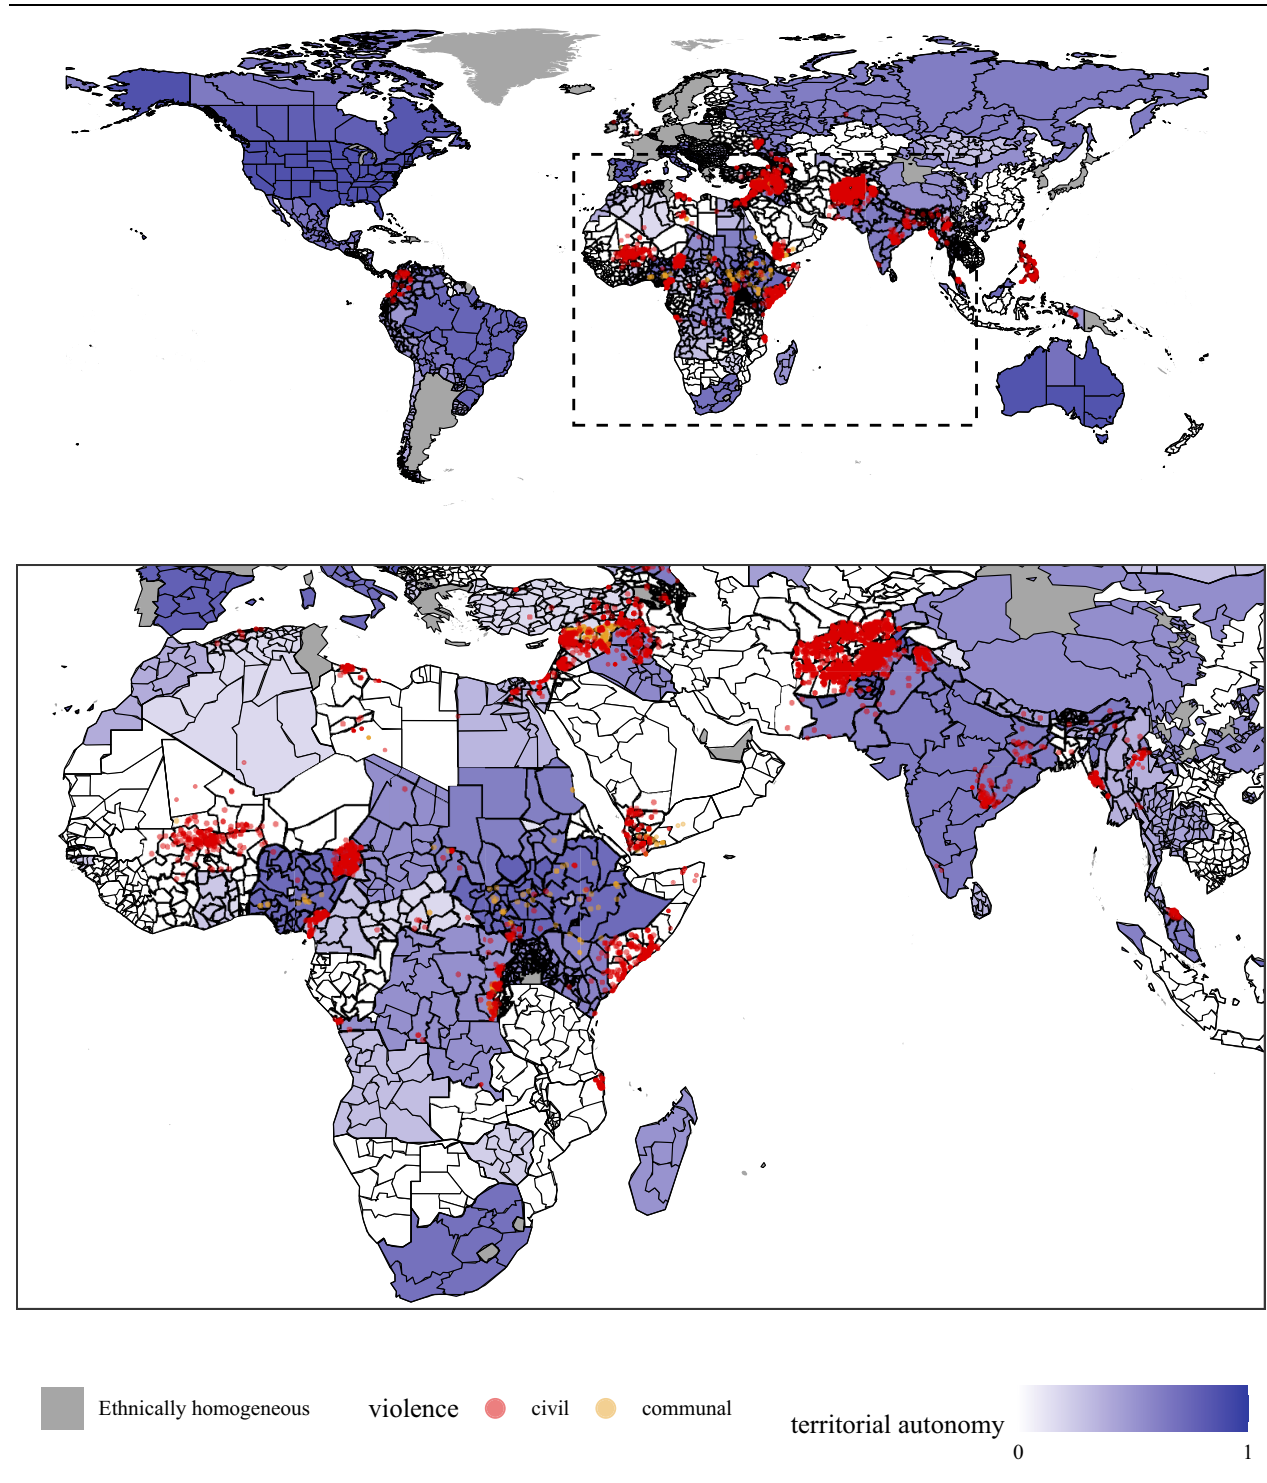 Ethnically homogeneous
violence
civil
communal
territorial autonomy
0
1